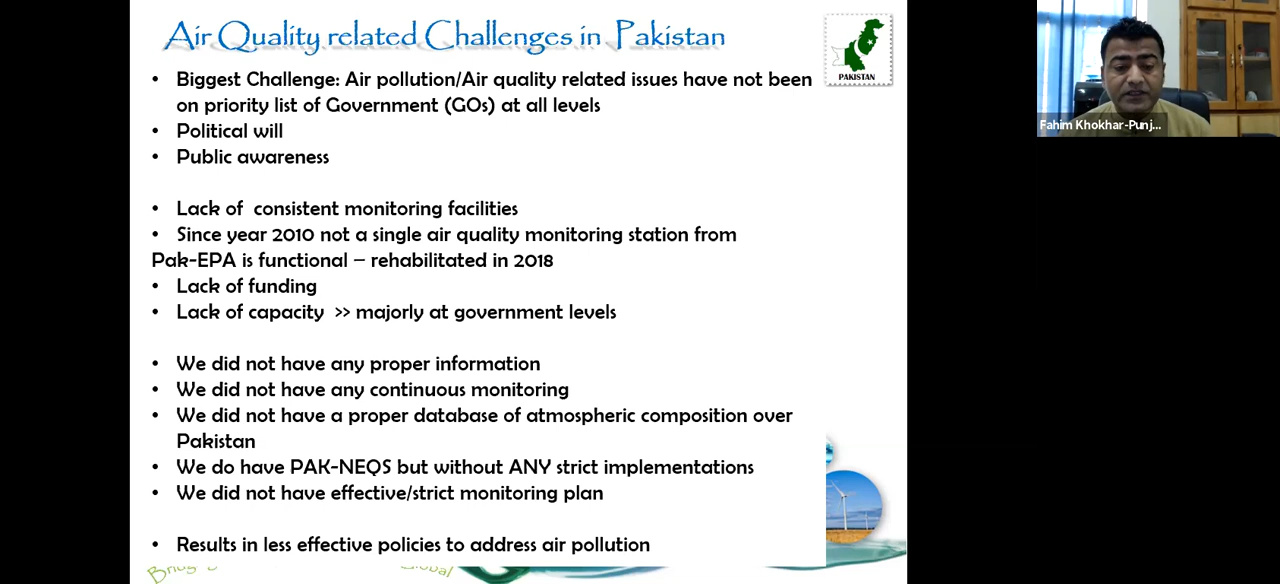 Air Quality related Challenges in Pakistan
PAKISTAN
• Biggest Challenge: Air pollution/Air quality related issues have not been
on priority list of Government (GOs) at all levels
• Political will
• Public awareness
• Lack of consistent monitoring facilities
• Since year 2010 not a single air quality monitoring station from
Pak-EPA is functional – rehabilitated in 2018
• Lack of funding
• Lack of capacity >> majorly at government levels
• We did not have any proper information
• We did not have any continuous monitoring
• We did not have a proper database of atmospheric composition over
Pakistan
• We do have PAK-NEQS but without ANY strict implementations
• We did not have effective/strict monitoring plan
• Results in less effective policies to address air pollution
Global
Fahim Khokhar-Punj...